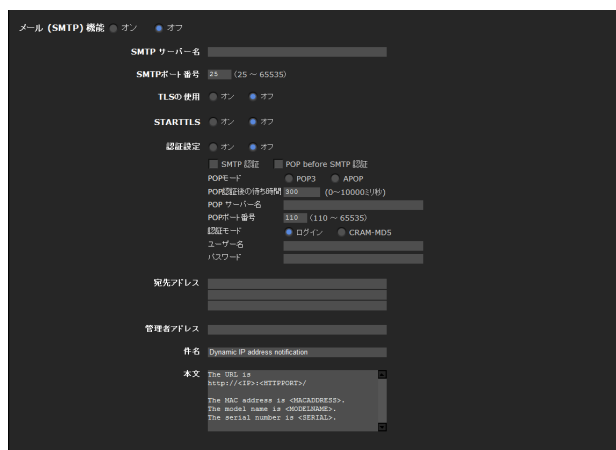 メール (SMTP) 機能 オン オフ
SMTP サーバー名
SMTPポート番号 25 (25 ~ 65535)
TLSの使用 オン オフ
STARTTLS オン オフ
認証設定 オン オフ
SMTP 認証 POP before SMTP 認証
POPモード POP3 APOP
POP認証後の待ち時間 300 (0~10000ミリ秒)
POP サーバー名
POPポート番号 110 (110 ~ 65535)
認証モード ログイン CRAM-MD5
ユーザー名
パスワード
宛先アドレス
管理者アドレス
件名 Dynamic IP address notification
本文 The URL is
http://<IP>:<HTTPPORT>/
The MAC address is <MACADDRESS>.
The model name is <MODELNAME>.
The serial number is <SERIAL>.